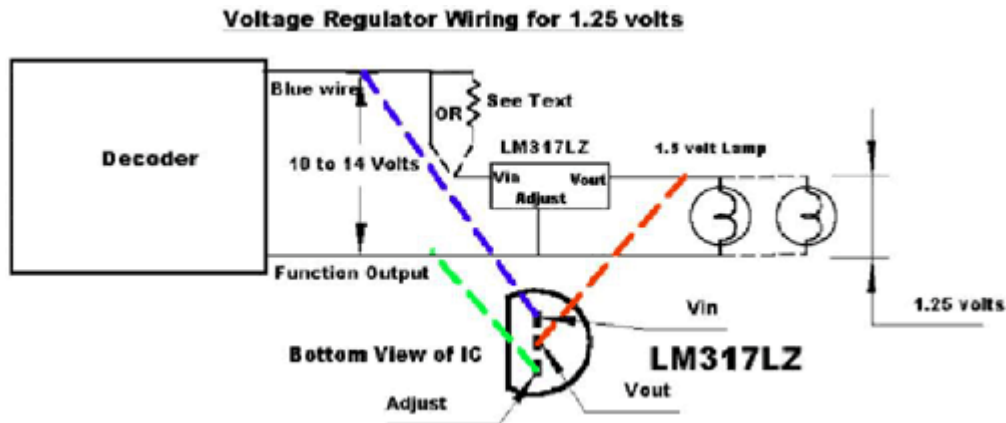 Voltage Regulator Wiring for 1.25 volts
Blue wire
OR
See Text
Decoder
10 to 14 Volts
LM317LZ
1.5 volt Lamp
Vin
Vout
Adjust
Function Output
1.25 volts
Vin
Bottom View of IC
LM317LZ
Vout
Adjust